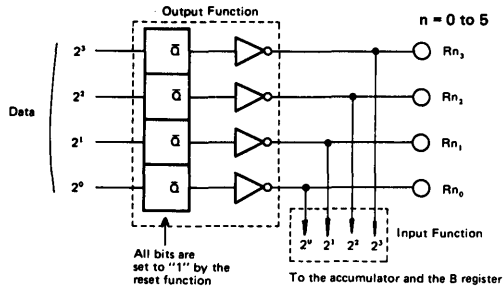 Output Function
n = 0 to 5
2³ Q̄ Rn₃
2² Q̄ Rn₂
Data
2¹ Q̄ Rn₁
2⁰ Q̄ Rn₀
2⁰ 2¹ 2² 2³ Input Function
All bits are
set to "1" by the
reset function
To the accumulator and the B register